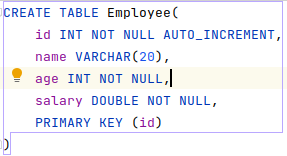 CREATE TABLE Employee(
    id INT NOT NULL AUTO_INCREMENT,
    name VARCHAR(20),
    age INT NOT NULL,
    salary DOUBLE NOT NULL,
    PRIMARY KEY (id)
)